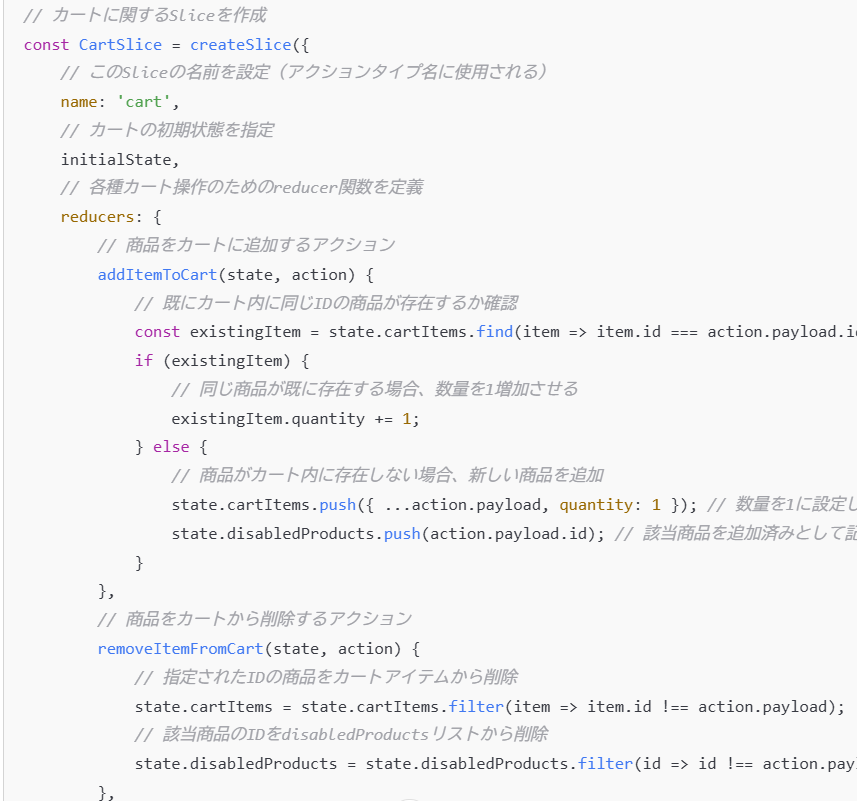 // カートに関するSliceを作成
const CartSlice = createSlice({
    // このSliceの名前を設定（アクションタイプ名に使用される）
    name: 'cart',
    // カートの初期状態を指定
    initialState,
    // 各種カート操作のためのreducer関数を定義
    reducers: {
        // 商品をカートに追加するアクション
        addItemToCart(state, action) {
            // 既にカート内に同じIDの商品が存在するか確認
            const existingItem = state.cartItems.find(item => item.id === action.payload.i
            if (existingItem) {
                // 同じ商品が既に存在する場合、数量を1増加させる
                existingItem.quantity += 1;
            } else {
                // 商品がカート内に存在しない場合、新しい商品を追加
                state.cartItems.push({ ...action.payload, quantity: 1 }); // 数量を1に設定し
                state.disabledProducts.push(action.payload.id); // 該当商品を追加済みとして
            }
        },
        // 商品をカートから削除するアクション
        removeItemFromCart(state, action) {
            // 指定されたIDの商品をカートアイテムから削除
            state.cartItems = state.cartItems.filter(item => item.id !== action.payload);
            // 該当商品のIDをdisabledProductsリストから削除
            state.disabledProducts = state.disabledProducts.filter(id => id !== action.pay
        },